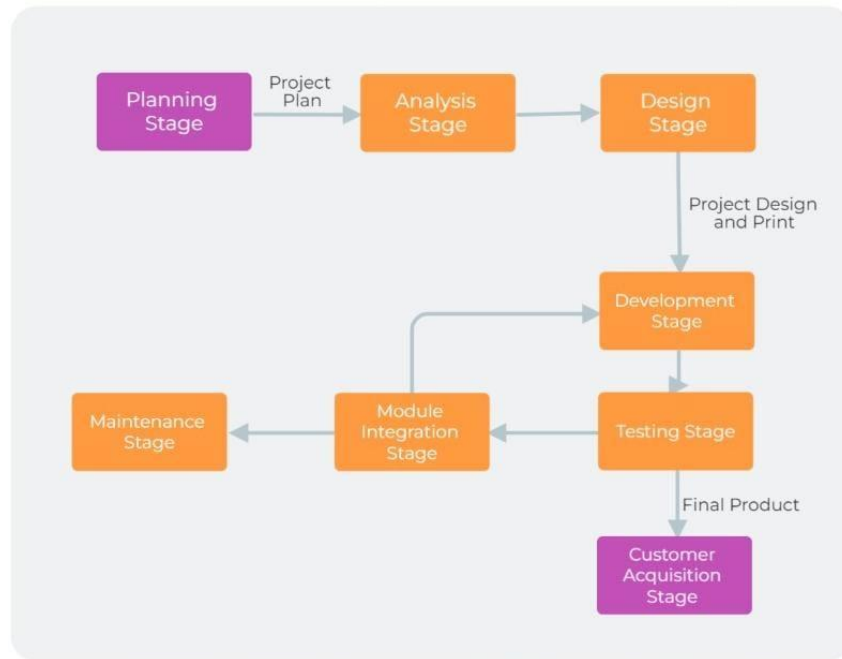 Planning
Stage
Project
Plan
Analysis
Stage
Design
Stage
Project Design
and Print
Development
Stage
Maintenance
Stage
Module
Integration
Stage
Testing Stage
Final Product
Customer
Acquisition
Stage